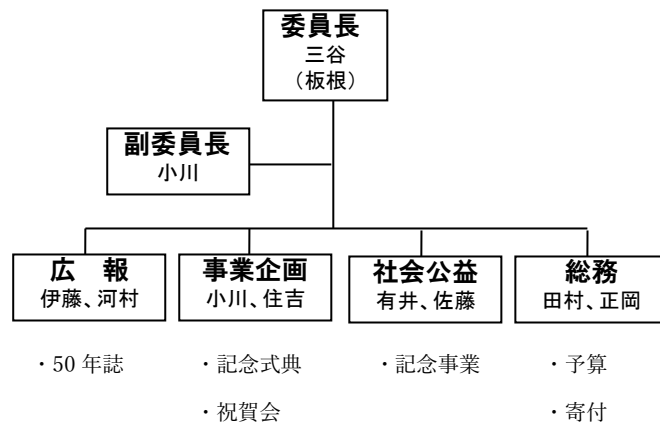 委員長
三谷
（板根）
副委員長
小川
広　報
伊藤、河村
事業企画
小川、住吉
社会公益
有井、佐藤
総務
田村、正岡
・50 年誌
・記念式典
・祝賀会
・記念事業
・予算
・寄付